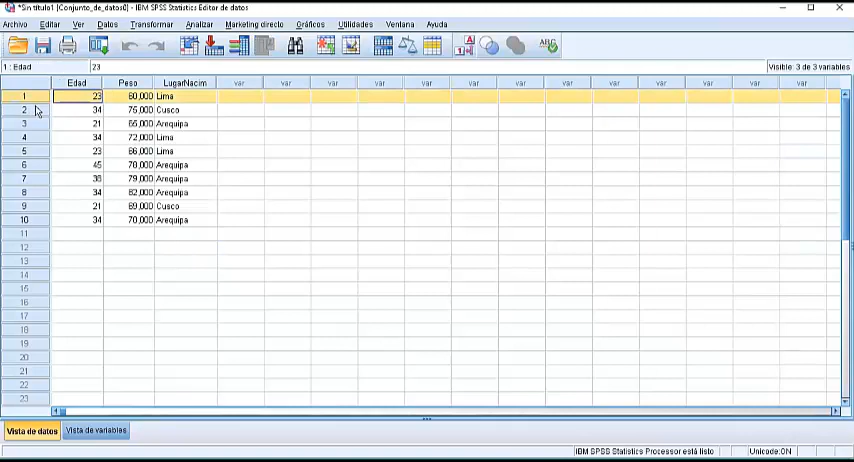 *Sin título1 [Conjunto_de_datos0] - IBM SPSS Statistics Editor de datos
Archivo Editar Ver Datos Transformar Analizar Marketing directo Gráficos Utilidades Ventana Ayuda
1 : Edad 23 Visible: 3 de 3 variables
Edad Peso LugarNacim var var var var var var var var var var var var var
1 23 60,000 Lima
2 34 75,000 Cusco
3 21 65,000 Arequipa
4 34 72,000 Lima
5 23 66,000 Lima
6 45 78,000 Arequipa
7 38 79,000 Arequipa
8 34 82,000 Arequipa
9 21 69,000 Cusco
10 34 70,000 Arequipa
11
12
13
14
15
16
17
18
19
20
21
22
23
Vista de datos Vista de variables
IBM SPSS Statistics Processor está listo Unicode:ON